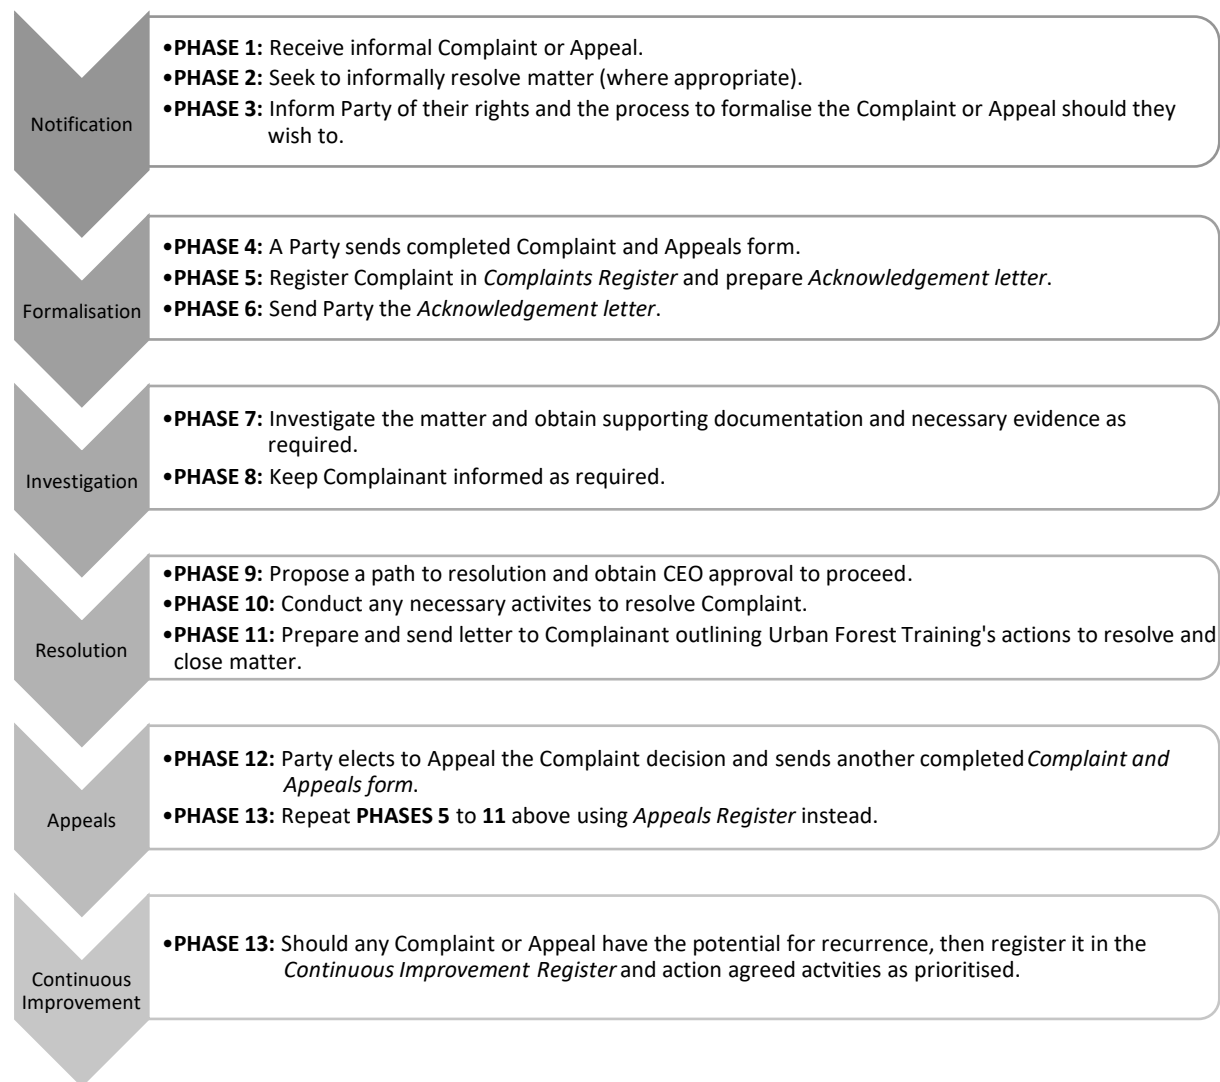 Notification
•PHASE 1: Receive informal Complaint or Appeal.
•PHASE 2: Seek to informally resolve matter (where appropriate).
•PHASE 3: Inform Party of their rights and the process to formalise the Complaint or Appeal should they
wish to.
Formalisation
•PHASE 4: A Party sends completed Complaint and Appeals form.
•PHASE 5: Register Complaint in Complaints Register and prepare Acknowledgement letter.
•PHASE 6: Send Party the Acknowledgement letter.
Investigation
•PHASE 7: Investigate the matter and obtain supporting documentation and necessary evidence as
required.
•PHASE 8: Keep Complainant informed as required.
Resolution
•PHASE 9: Propose a path to resolution and obtain CEO approval to proceed.
•PHASE 10: Conduct any necessary activites to resolve Complaint.
•PHASE 11: Prepare and send letter to Complainant outlining Urban Forest Training's actions to resolve and
close matter.
Appeals
•PHASE 12: Party elects to Appeal the Complaint decision and sends another completed Complaint and
Appeals form.
•PHASE 13: Repeat PHASES 5 to 11 above using Appeals Register instead.
Continuous
Improvement
•PHASE 13: Should any Complaint or Appeal have the potential for recurrence, then register it in the
Continuous Improvement Register and action agreed actvities as prioritised.